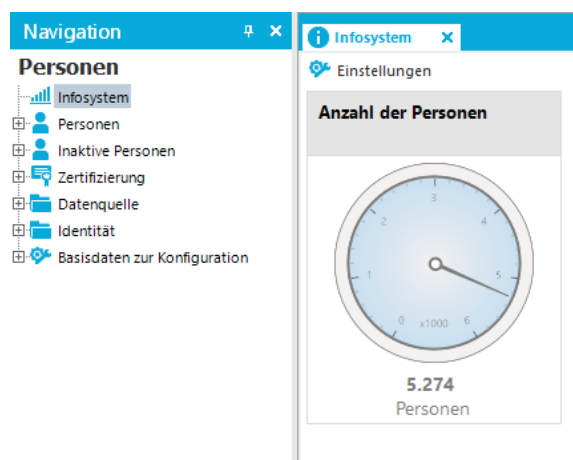 Navigation
Personen
Infosystem
Personen
Inaktive Personen
Zertifizierung
Datenquelle
Identität
Basisdaten zur Konfiguration
Infosystem
Einstellungen
Anzahl der Personen
0 1 2 3 4 5 6
x1000
5.274
Personen